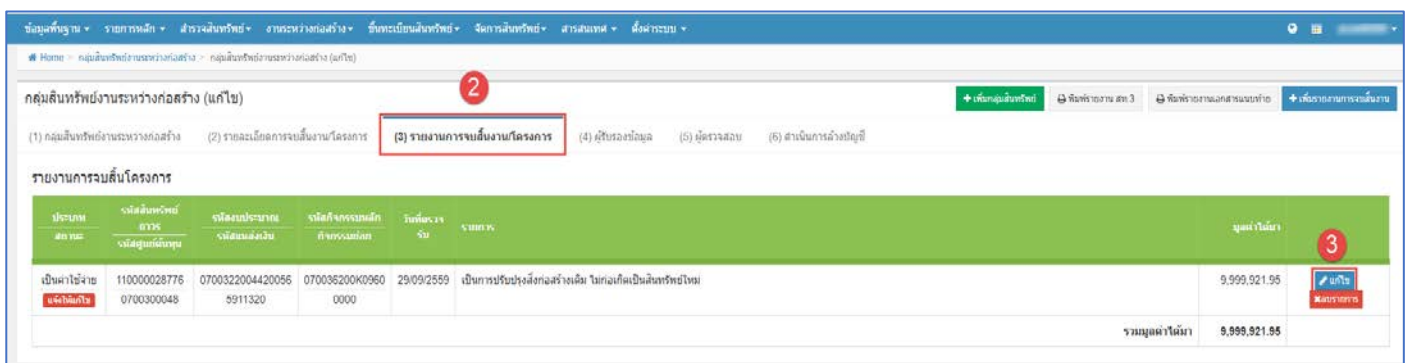 ข้อมูลพื้นฐาน รายการหลัก สำรวจสินทรัพย์ งานระหว่างก่อสร้าง ขึ้นทะเบียนสินทรัพย์ จัดการสินทรัพย์ สารสนเทศ ตั้งค่าระบบ
Home > กลุ่มสินทรัพย์งานระหว่างก่อสร้าง > กลุ่มสินทรัพย์งานระหว่างก่อสร้าง (แก้ไข)
2
กลุ่มสินทรัพย์งานระหว่างก่อสร้าง (แก้ไข)
+ เพิ่มกลุ่มสินทรัพย์ พิมพ์รายงาน สท.3 พิมพ์รายงานเอกสารแนบท้าย + เพิ่มรายงานการจบสิ้นงาน
(1) กลุ่มสินทรัพย์งานระหว่างก่อสร้าง (2) รายละเอียดการจบสิ้นงาน/โครงการ (3) รายงานการจบสิ้นงาน/โครงการ (4) ผู้รับรองข้อมูล (5) ผู้ตรวจสอบ (6) ดำเนินการล้างบัญชี
รายงานการจบสิ้นโครงการ
ประเภท
สถานะ
รหัสสินทรัพย์ถาวร
รหัสศูนย์ต้นทุน
รหัสงบประมาณ
รหัสแหล่งเงิน
รหัสกิจกรรมหลัก
กิจกรรมย่อย
วันที่ตรวจรับ
รายการ
มูลค่าได้มา
3
เป็นค่าใช้จ่าย 110000028776 0700322004420056 070036200K0960 29/09/2559 เป็นการปรับปรุงสิ่งก่อสร้างเดิม ไม่ก่อเกิดเป็นสินทรัพย์ใหม่ 9,999,921.95 แก้ไข
แจ้งให้แก้ไข 0700300048 5911320 0000 ลบรายการ
รวมมูลค่าได้มา 9,999,921.95